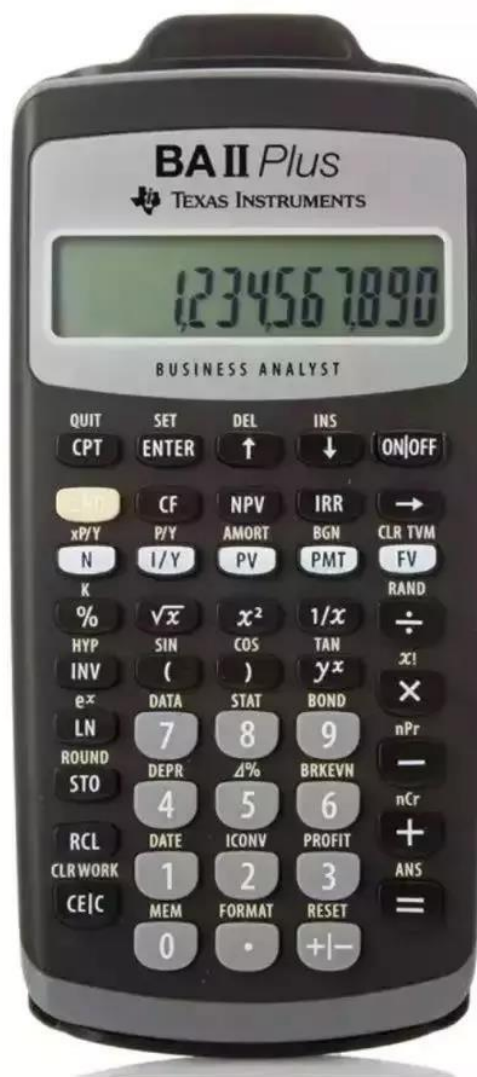 BA II Plus
TEXAS INSTRUMENTS
1,234,567,890
BUSINESS ANALYST
QUIT SET DEL INS
CPT ENTER ↑ ↓ ON|OFF
CF NPV IRR →
xP/Y P/Y AMORT BGN CLR TVM
N I/Y PV PMT FV
K RAND
% √x x² 1/x ÷
HYP SIN COS TAN x!
INV ( ) yˣ ×
eˣ DATA STAT BOND nPr
LN 7 8 9 −
ROUND DEPR Δ% BRKEVN nCr
STO 4 5 6 +
DATE ICONV PROFIT
RCL 1 2 3
CLR WORK ANS
CE|C =
MEM FORMAT RESET
0 . +|−